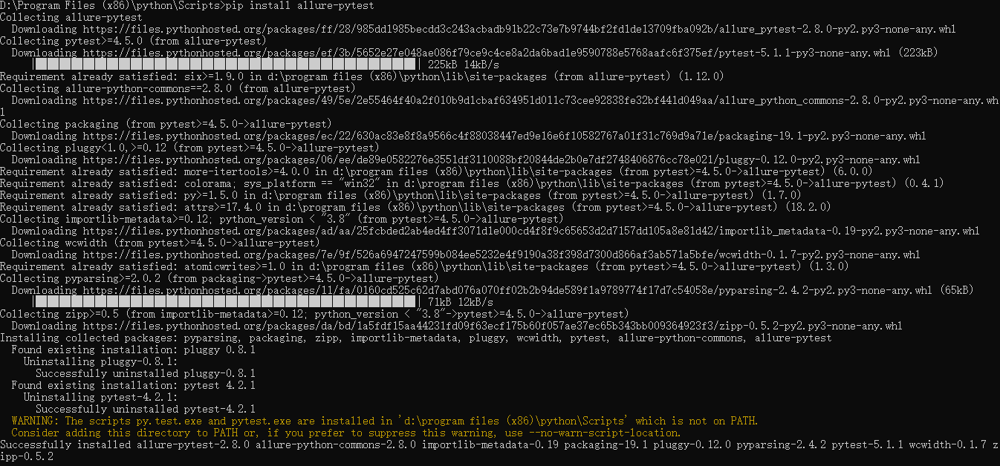 D:\Program Files (x86)\python\Scripts>pip install allure-pytest
Collecting allure-pytest
Downloading https://files.pythonhosted.org/packages/ff/28/985dd1985becdd3c243acbadb91b22c73e7b9744bf2fd1de13709fba092b/allure_pytest-2.8.0-py2.py3-none-any.whl
Collecting pytest>=4.5.0 (from allure-pytest)
Downloading https://files.pythonhosted.org/packages/ef/3b/5652e27e048ae086f79ce9c4ce8a2da6bad1e9590788e5768aafc6f375ef/pytest-5.1.1-py3-none-any.whl (223kB)
225kB 14kB/s
Requirement already satisfied: six>=1.9.0 in d:\program files (x86)\python\lib\site-packages (from allure-pytest) (1.12.0)
Collecting allure-python-commons==2.8.0 (from allure-pytest)
Downloading https://files.pythonhosted.org/packages/49/5e/2e55464f40a2f010b9d1cbaf634951d011c73cee92838fe32bf441d049aa/allure_python_commons-2.8.0-py2.py3-none-any.wh
l
Collecting packaging (from pytest>=4.5.0->allure-pytest)
Downloading https://files.pythonhosted.org/packages/ec/22/630ac83e8f8a9566c4f88038447ed9e16e6f10582767a01f31c769d9a71e/packaging-19.1-py2.py3-none-any.whl
Collecting pluggy<1.0,>=0.12 (from pytest>=4.5.0->allure-pytest)
Downloading https://files.pythonhosted.org/packages/06/ee/de89e0582276e3551df3110088bf20844de2b0e7df2748406876cc78e021/pluggy-0.12.0-py2.py3-none-any.whl
Requirement already satisfied: more-itertools>=4.0.0 in d:\program files (x86)\python\lib\site-packages (from pytest>=4.5.0->allure-pytest) (6.0.0)
Requirement already satisfied: colorama; sys_platform == "win32" in d:\program files (x86)\python\lib\site-packages (from pytest>=4.5.0->allure-pytest) (0.4.1)
Requirement already satisfied: py>=1.5.0 in d:\program files (x86)\python\lib\site-packages (from pytest>=4.5.0->allure-pytest) (1.7.0)
Requirement already satisfied: attrs>=17.4.0 in d:\program files (x86)\python\lib\site-packages (from pytest>=4.5.0->allure-pytest) (18.2.0)
Collecting importlib-metadata>=0.12; python_version < "3.8" (from pytest>=4.5.0->allure-pytest)
Downloading https://files.pythonhosted.org/packages/ad/aa/25fcbded2ab4ed4ff3071d1e000cd4f8f9c65653d2d7157dd105a8e81d42/importlib_metadata-0.19-py2.py3-none-any.whl
Collecting wcwidth (from pytest>=4.5.0->allure-pytest)
Downloading https://files.pythonhosted.org/packages/7e/9f/526a6947247599b084ee5232e4f9190a38f398d7300d866af3ab571a5bfe/wcwidth-0.1.7-py2.py3-none-any.whl
Requirement already satisfied: atomicwrites>=1.0 in d:\program files (x86)\python\lib\site-packages (from pytest>=4.5.0->allure-pytest) (1.3.0)
Collecting pyparsing>=2.0.2 (from packaging->pytest>=4.5.0->allure-pytest)
Downloading https://files.pythonhosted.org/packages/11/fa/0160cd525c62d7abd076a070ff02b2b94de589f1a9789774f17d7c54058e/pyparsing-2.4.2-py2.py3-none-any.whl (65kB)
71kB 12kB/s
Collecting zipp>=0.5 (from importlib-metadata>=0.12; python_version < "3.8"->pytest>=4.5.0->allure-pytest)
Downloading https://files.pythonhosted.org/packages/da/bd/1a5fdf15aa44231fd09f63ecf175b60f057ae37ec65b343bb009364923f3/zipp-0.5.2-py2.py3-none-any.whl
Installing collected packages: pyparsing, packaging, zipp, importlib-metadata, pluggy, wcwidth, pytest, allure-python-commons, allure-pytest
Found existing installation: pluggy 0.8.1
Uninstalling pluggy-0.8.1:
Successfully uninstalled pluggy-0.8.1
Found existing installation: pytest 4.2.1
Uninstalling pytest-4.2.1:
Successfully uninstalled pytest-4.2.1
WARNING: The scripts py.test.exe and pytest.exe are installed in 'd:\program files (x86)\python\Scripts' which is not on PATH.
Consider adding this directory to PATH or, if you prefer to suppress this warning, use --no-warn-script-location.
Successfully installed allure-pytest-2.8.0 allure-python-commons-2.8.0 importlib-metadata-0.19 packaging-19.1 pluggy-0.12.0 pyparsing-2.4.2 pytest-5.1.1 wcwidth-0.1.7 z
ipp-0.5.2